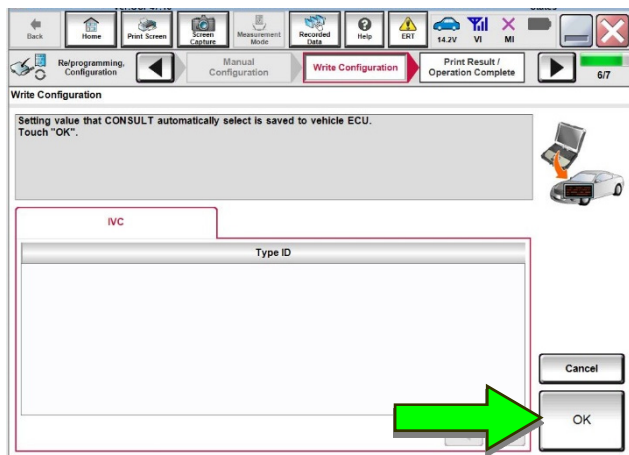 Back
Home
Print Screen
Screen
Capture
Measurement
Mode
Recorded
Data
Help
ERT
14.2V
VI
MI
Re/programming,
Configuration
Manual
Configuration
Write Configuration
Print Result /
Operation Complete
6/7
Write Configuration
Setting value that CONSULT automatically select is saved to vehicle ECU.
Touch "OK".
IVC
Type ID
Cancel
OK